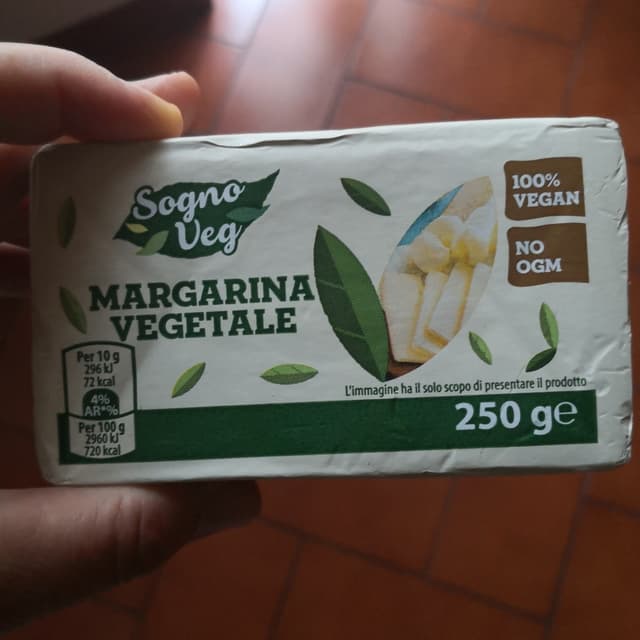 Sogno
Veg
MARGARINA
VEGETALE
100%
VEGAN
NO
OGM
Per 10 g
296 kJ
72 kcal
4%
AR*%
Per 100 g
2960 kJ
720 kcal
L'immagine ha il solo scopo di presentare il prodotto
250 g℮